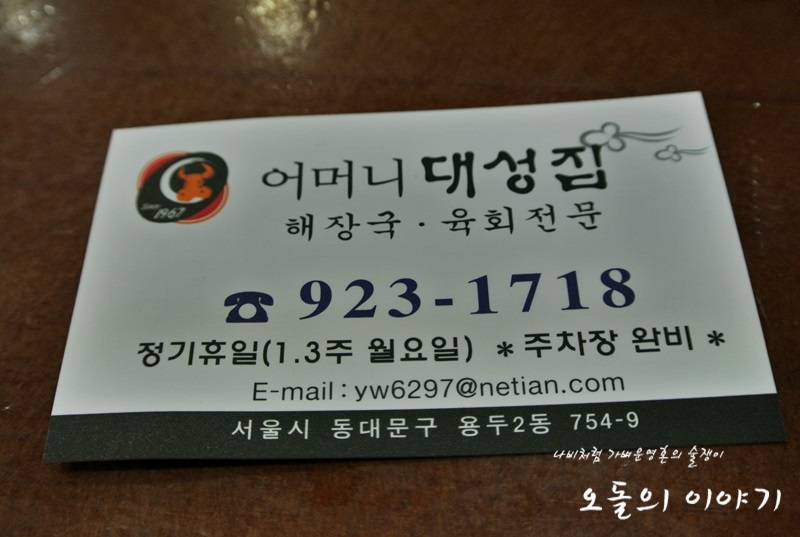 Since 1967
어머니 대성집
해장국 · 육회전문
☎ 923-1718
정기휴일(1.3주 월요일) *주차장 완비*
E-mail : yw6297@netian.com
서울시 동대문구 용두2동 754-9
나비처럼 가벼운영혼의 술쟁이
오돌의 이야기